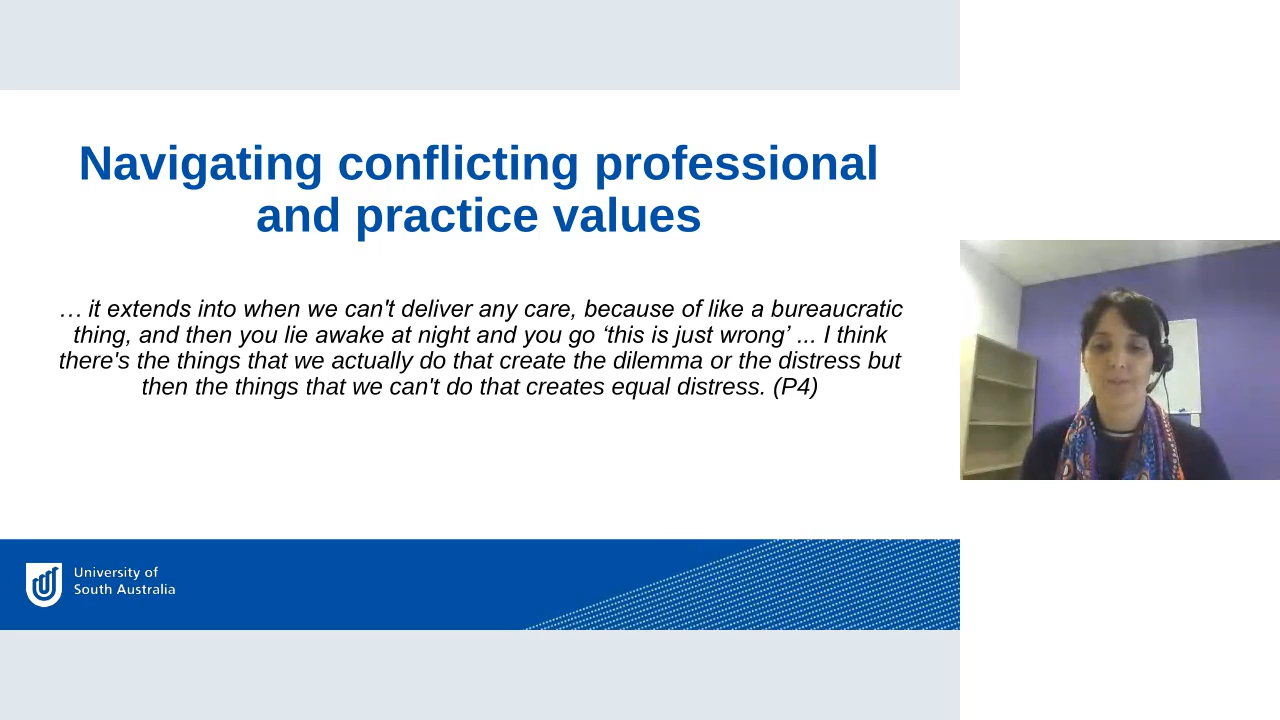 Navigating conflicting professional
and practice values
… it extends into when we can't deliver any care, because of like a bureaucratic
thing, and then you lie awake at night and you go ‘this is just wrong’ ... I think
there's the things that we actually do that create the dilemma or the distress but
then the things that we can't do that creates equal distress. (P4)
University of
South Australia